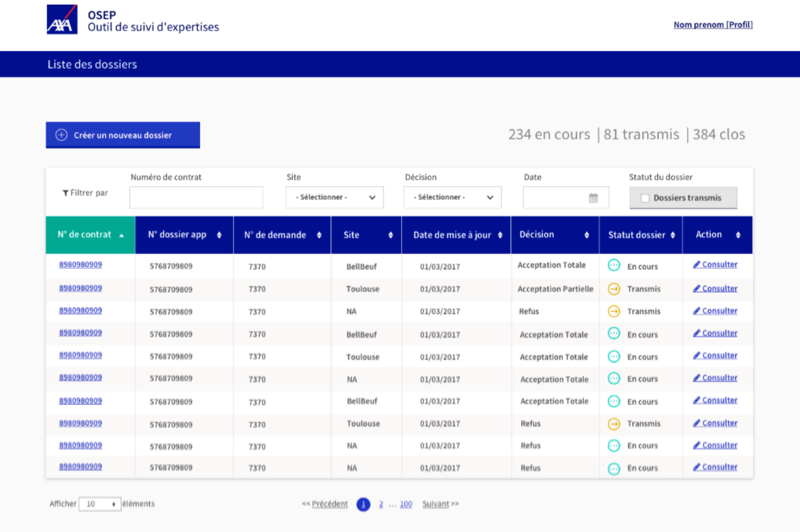 AXA
OSEP
Outil de suivi d'expertises
Nom prenom [Profil]
Liste des dossiers
Créer un nouveau dossier
234 en cours | 81 transmis | 384 clos
Filtrer par
Numéro de contrat
Site
- Sélectionner -
Décision
- Sélectionner -
Date
Statut du dossier
Dossiers transmis
N° de contrat N° dossier app N° de demande Site Date de mise à jour Décision Statut dossier Action
8980980909 5768709809 7370 BellBeuf 01/03/2017 Acceptation Totale En cours Consulter
8980980909 5768709809 7370 Toulouse 01/03/2017 Acceptation Partielle Transmis Consulter
8980980909 5768709809 7370 NA 01/03/2017 Refus Transmis Consulter
8980980909 5768709809 7370 BellBeuf 01/03/2017 Acceptation Totale En cours Consulter
8980980909 5768709809 7370 Toulouse 01/03/2017 Acceptation Totale En cours Consulter
8980980909 5768709809 7370 NA 01/03/2017 Acceptation Totale En cours Consulter
8980980909 5768709809 7370 BellBeuf 01/03/2017 Acceptation Totale En cours Consulter
8980980909 5768709809 7370 Toulouse 01/03/2017 Refus Transmis Consulter
8980980909 5768709809 7370 NA 01/03/2017 Refus En cours Consulter
8980980909 5768709809 7370 NA 01/03/2017 Refus En cours Consulter
Afficher 10 éléments
<< Précédent 1 2 ... 100 Suivant >>